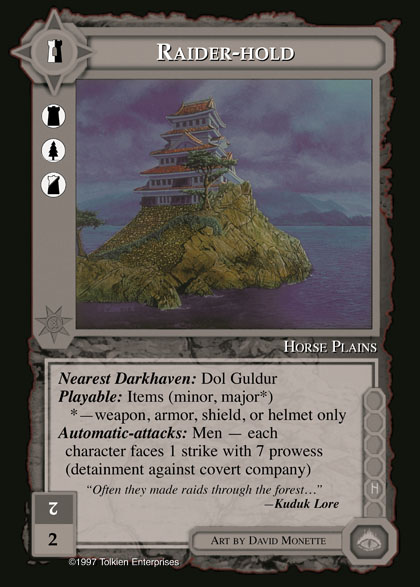 RAIDER-HOLD
HORSE PLAINS
Nearest Darkhaven: Dol Guldur
Playable: Items (minor, major*)
*—weapon, armor, shield, or helmet only
Automatic-attacks: Men — each
character faces 1 strike with 7 prowess
(detainment against covert company)
“Often they made raids through the forest…”
—Kuduk Lore
H
2
2
ART BY DAVID MONETTE
©1997 Tolkien Enterprises